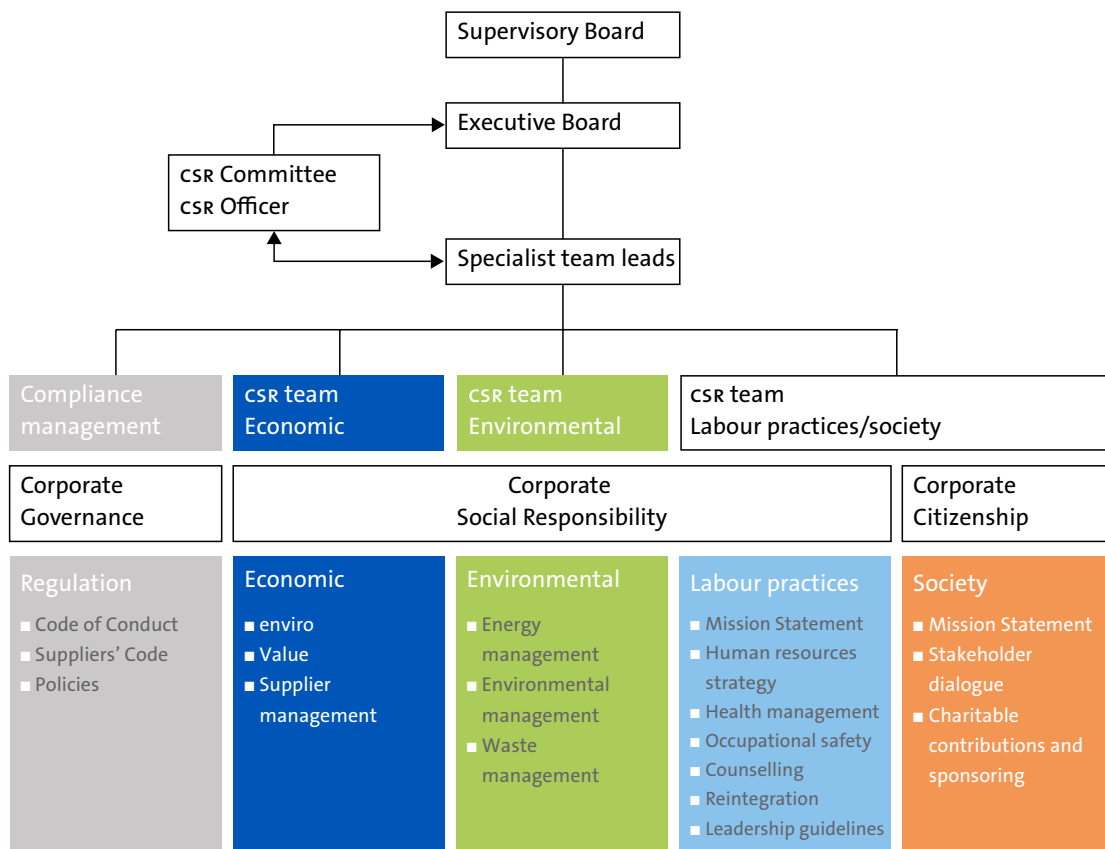 Supervisory Board
Executive Board
CSR Committee
CSR Officer
Specialist team leads
Compliance
management
CSR team
Economic
CSR team
Environmental
CSR team
Labour practices/society
Corporate
Governance
Corporate
Social Responsibility
Corporate
Citizenship
Regulation
■ Code of Conduct
■ Suppliers' Code
■ Policies
Economic
■ enviro
■ Value
■ Supplier
management
Environmental
■ Energy
management
■ Environmental
management
■ Waste
management
Labour practices
■ Mission Statement
■ Human resources
strategy
■ Health management
■ Occupational safety
■ Counselling
■ Reintegration
■ Leadership guidelines
Society
■ Mission Statement
■ Stakeholder
dialogue
■ Charitable
contributions and
sponsoring